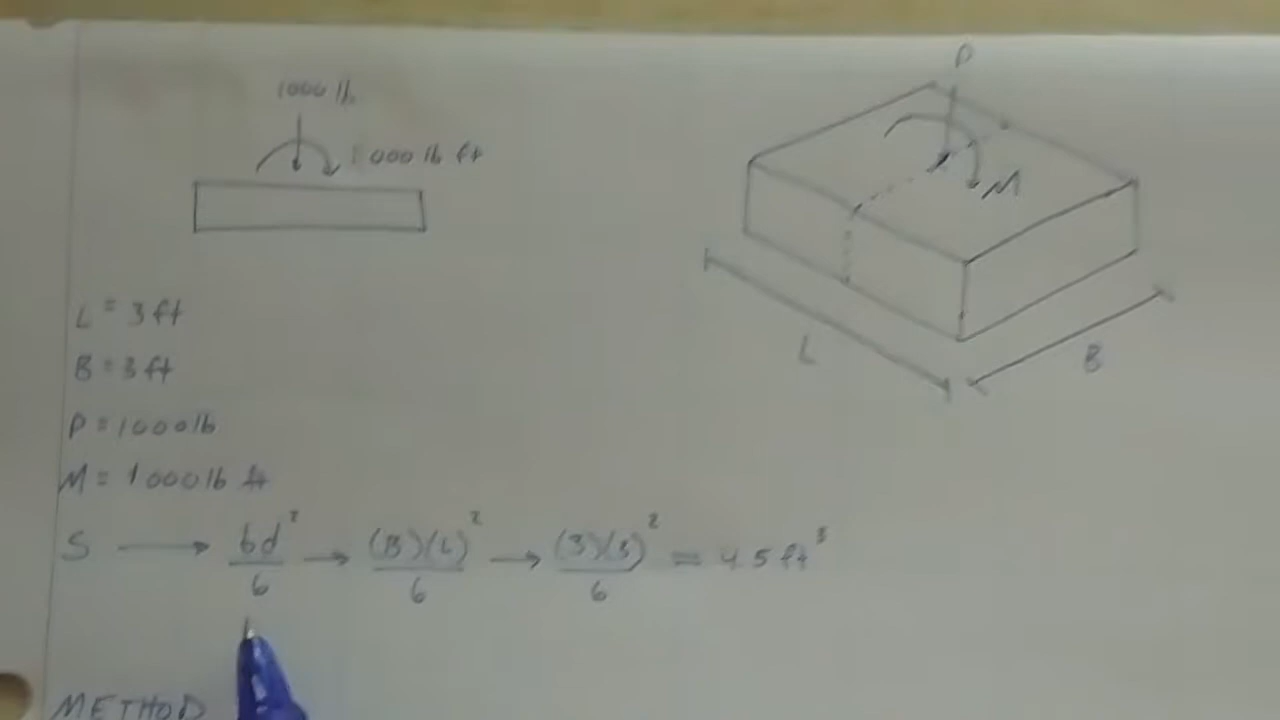 1000 lb
1000 lb ft
P
M
L
B
L = 3 ft
B = 3 ft
P = 1000 lb
M = 1000 lb ft
S → bd²/6 → (B)(L)²/6 → (3)(3)²/6 = 4.5 ft³
METHOD